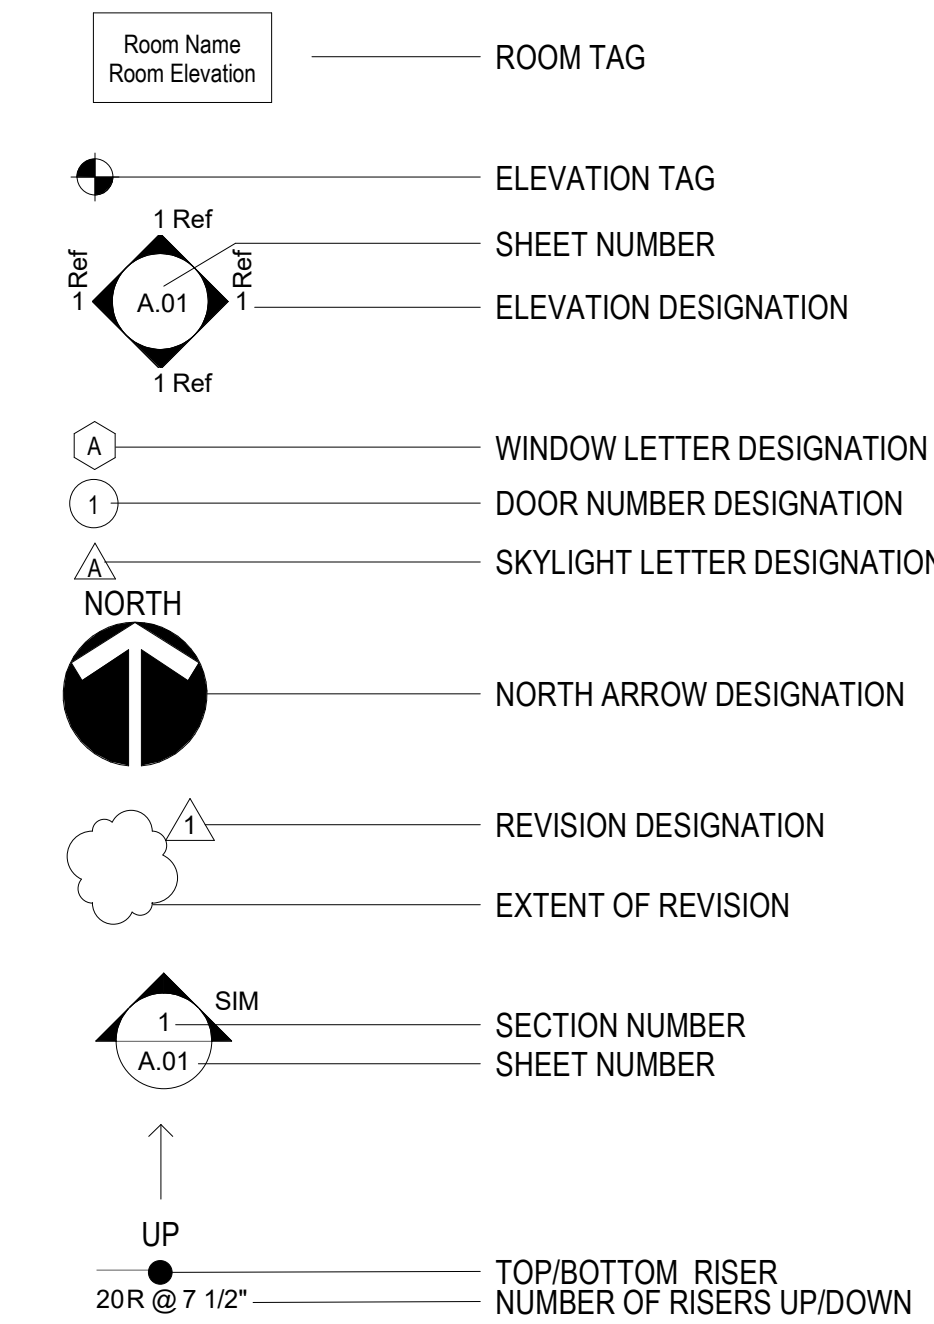 Room Name
Room Elevation
ROOM TAG
ELEVATION TAG
1 Ref
SHEET NUMBER
1 Ref
A.01
1 Ref
ELEVATION DESIGNATION
1 Ref
A
WINDOW LETTER DESIGNATION
1
DOOR NUMBER DESIGNATION
A
SKYLIGHT LETTER DESIGNATION
NORTH
NORTH ARROW DESIGNATION
1
REVISION DESIGNATION
EXTENT OF REVISION
SIM
1
SECTION NUMBER
A.01
SHEET NUMBER
UP
TOP/BOTTOM RISER
20R @ 7 1/2"
NUMBER OF RISERS UP/DOWN